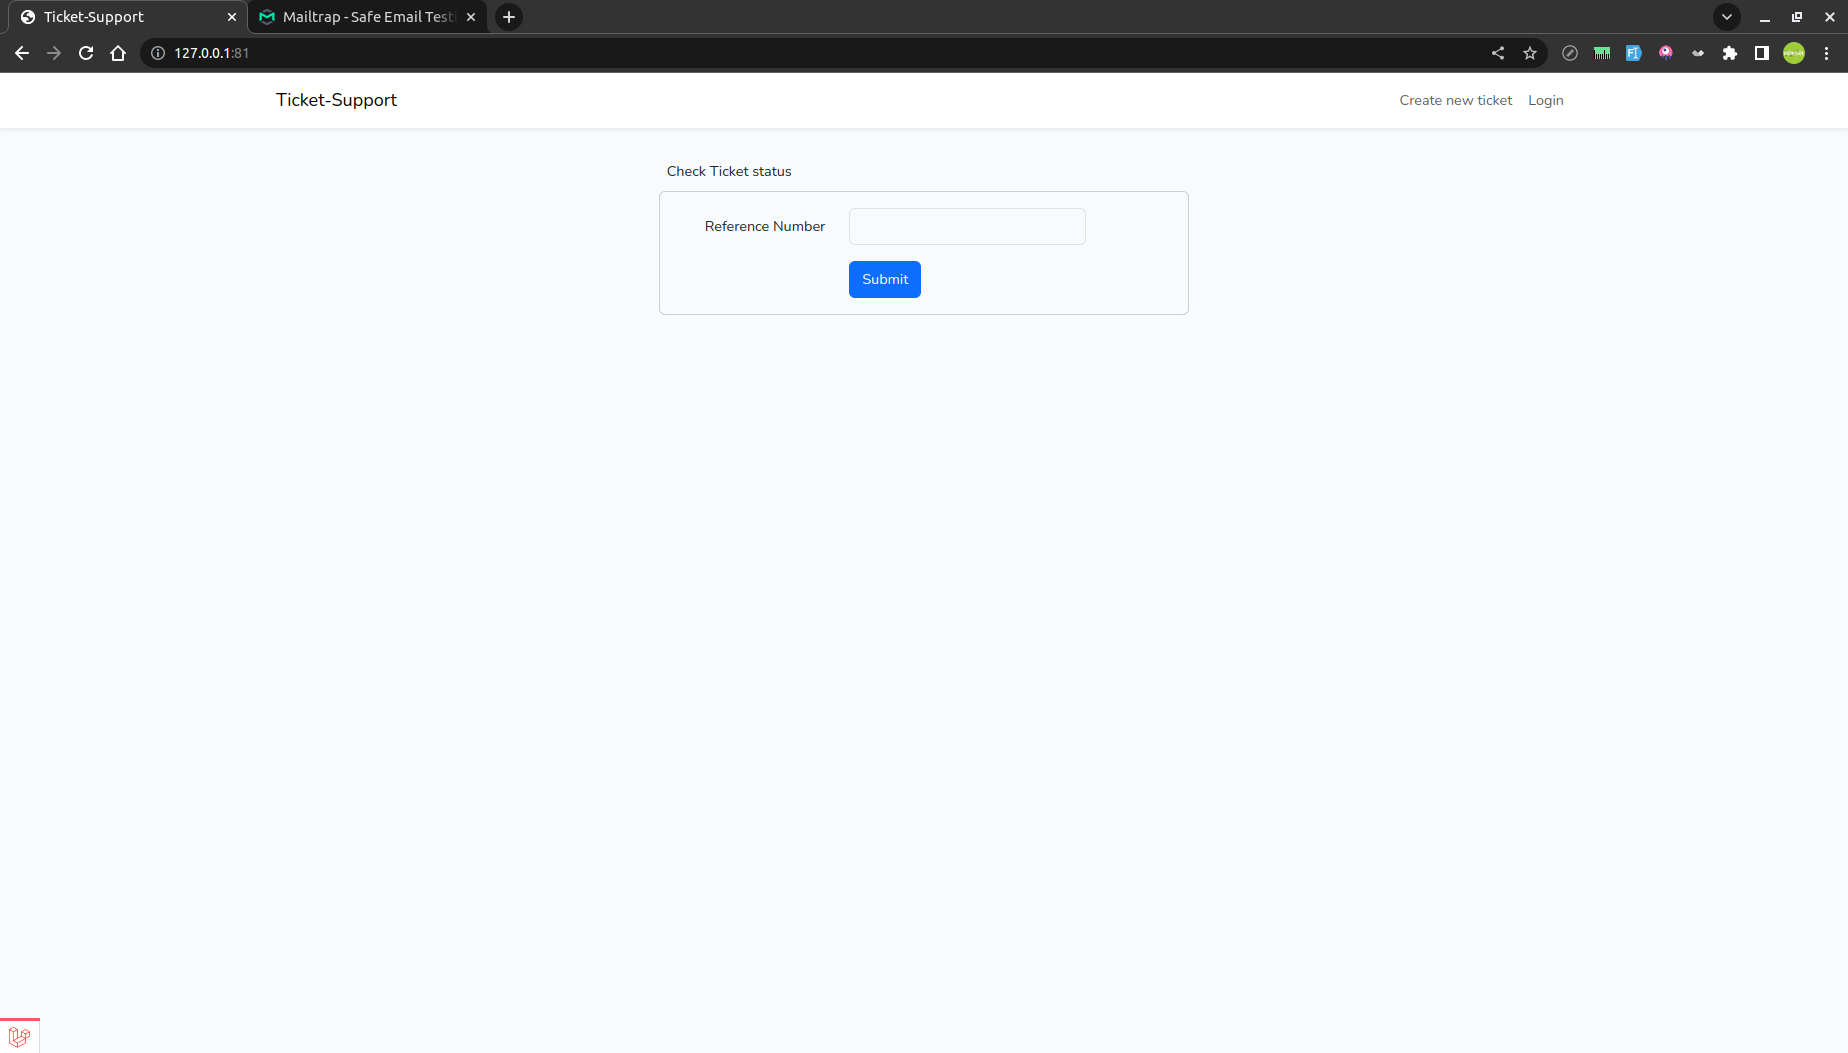 Ticket-Support
Mailtrap - Safe Email Test
127.0.0.1:81
Ticket-Support
Create new ticket
Login
Check Ticket status
Reference Number
Submit